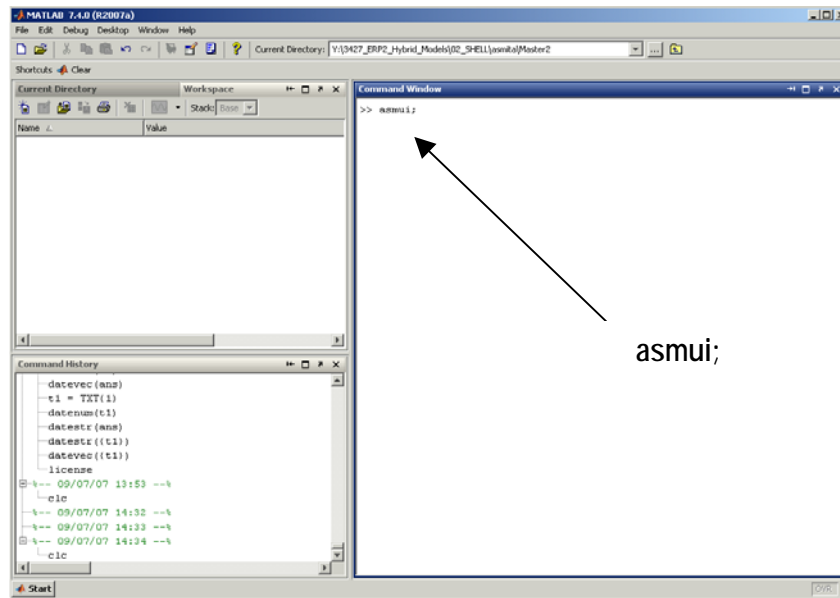 MATLAB 7.4.0 (R2007a)
File Edit Debug Desktop Window Help
Current Directory: Y:\3427_ERP2_Hybrid_Models\02_SHELL\asmita\Master2
Shortcuts Clear
Current Directory Workspace
Stack: Base
Name Value
Command Window
>> asmui;
asmui;
Command History
datevec(ans)
t1 = TXT(1)
datenum(t1)
datestr(ans)
datestr((t1))
datevec((t1))
license
%-- 09/07/07 13:53 --%
clc
%-- 09/07/07 14:32 --%
%-- 09/07/07 14:33 --%
%-- 09/07/07 14:34 --%
clc
Start
OVR